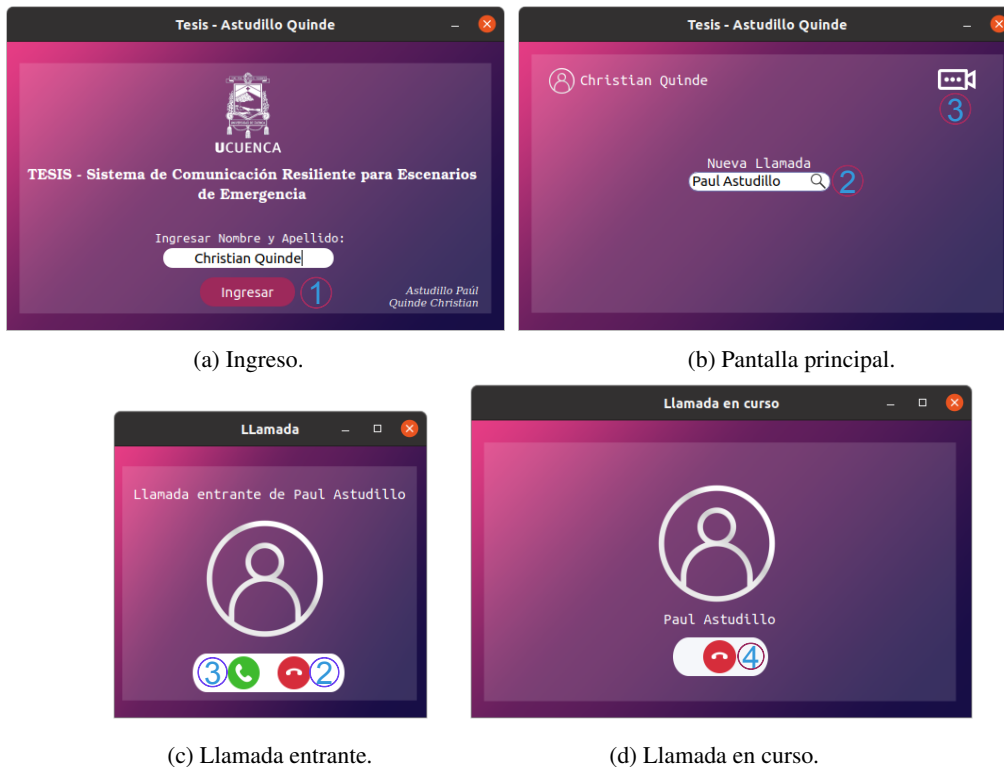 Tesis - Astudillo Quinde
UCUENCA
TESIS - Sistema de Comunicación Resiliente para Escenarios
de Emergencia
Ingresar Nombre y Apellido:
Christian Quinde
Ingresar
1
Astudillo Paúl
Quinde Christian
(a) Ingreso.
Tesis - Astudillo Quinde
Christian Quinde
3
Nueva Llamada
Paul Astudillo
2
(b) Pantalla principal.
LLamada
Llamada entrante de Paul Astudillo
3
2
(c) Llamada entrante.
Llamada en curso
Paul Astudillo
4
(d) Llamada en curso.